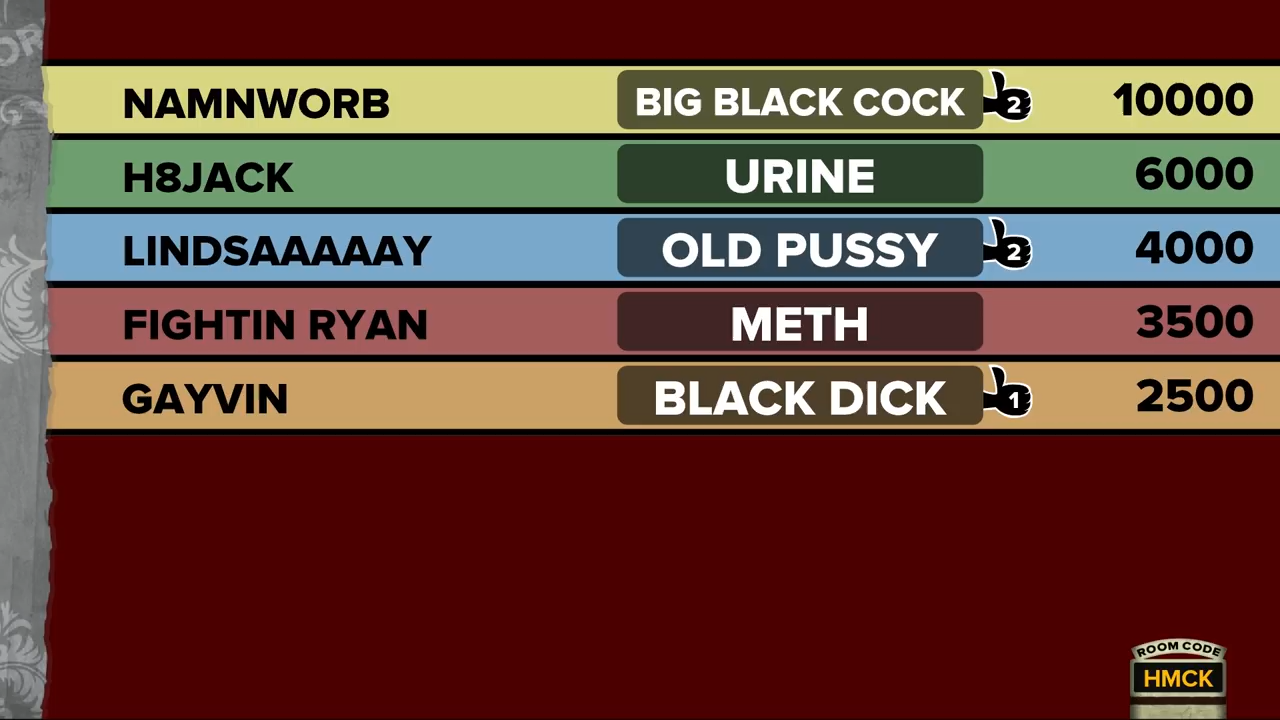 NAMNWORB BIG BLACK COCK 2 10000
H8JACK URINE 6000
LINDSAAAAAY OLD PUSSY 2 4000
FIGHTIN RYAN METH 3500
GAYVIN BLACK DICK 1 2500
ROOM CODE
HMCK